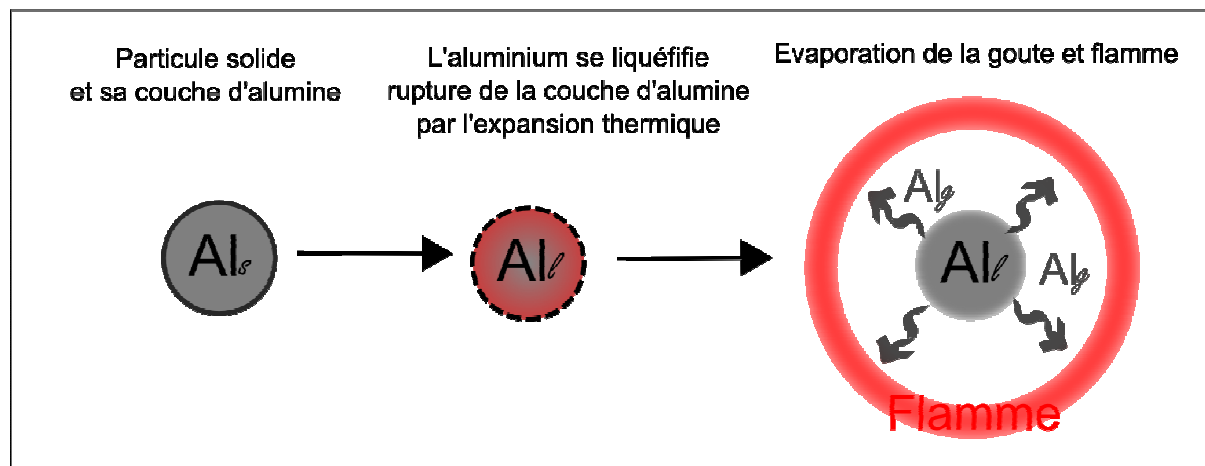 Particule solide
et sa couche d'alumine
L'aluminium se liquéfifie
rupture de la couche d'alumine
par l'expansion thermique
Evaporation de la goute et flamme
Als
All
Alg
All
Alg
Flamme